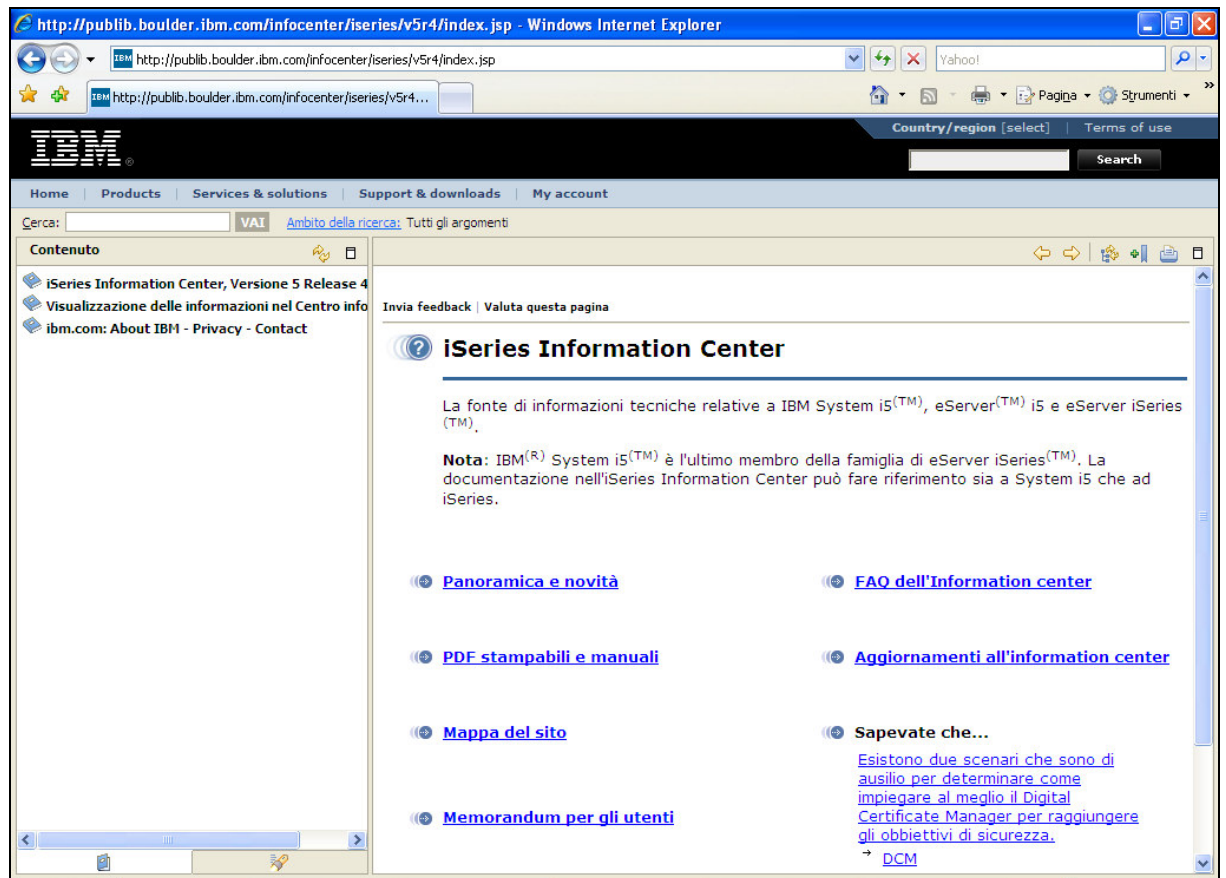 http://publib.boulder.ibm.com/infocenter/iseries/v5r4/index.jsp - Windows Internet Explorer
http://publib.boulder.ibm.com/infocenter/iseries/v5r4/index.jsp
Yahoo!
http://publib.boulder.ibm.com/infocenter/iseries/v5r4...
Pagina
Strumenti
»
Country/region [select] | Terms of use
IBM®
Search
Home | Products | Services & solutions | Support & downloads | My account
Cerca: VAI Ambito della ricerca: Tutti gli argomenti
Contenuto
iSeries Information Center, Versione 5 Release 4
Visualizzazione delle informazioni nel Centro info
ibm.com: About IBM - Privacy - Contact
Invia feedback | Valuta questa pagina
iSeries Information Center
La fonte di informazioni tecniche relative a IBM System i5(TM), eServer(TM) i5 e eServer iSeries
(TM).
Nota: IBM(R) System i5(TM) è l'ultimo membro della famiglia di eServer iSeries(TM). La
documentazione nell'iSeries Information Center può fare riferimento sia a System i5 che ad
iSeries.
Panoramica e novità
FAQ dell'Information center
PDF stampabili e manuali
Aggiornamenti all'information center
Mappa del sito
Memorandum per gli utenti
Sapevate che...
Esistono due scenari che sono di
ausilio per determinare come
impiegare al meglio il Digital
Certificate Manager per raggiungere
gli obbiettivi di sicurezza.
→ DCM